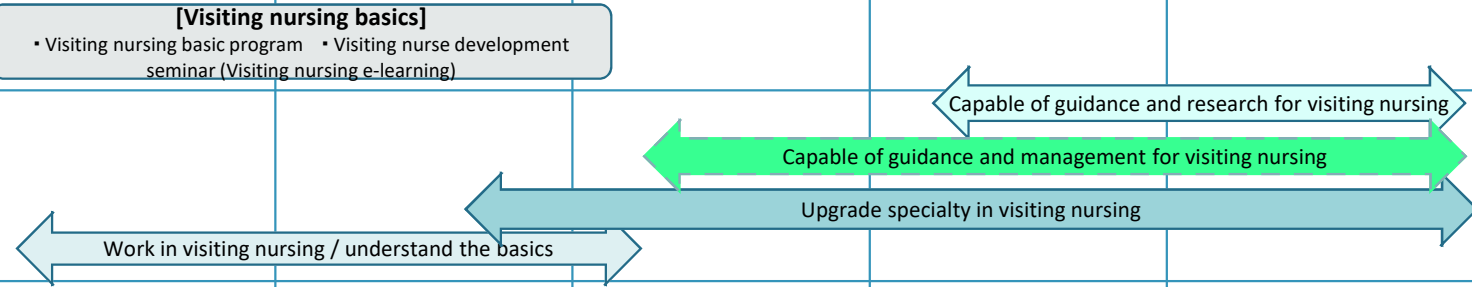 [Visiting nursing basics]
・Visiting nursing basic program ・Visiting nurse development
seminar (Visiting nursing e-learning)
Capable of guidance and research for visiting nursing
Capable of guidance and management for visiting nursing
Upgrade specialty in visiting nursing
Work in visiting nursing / understand the basics